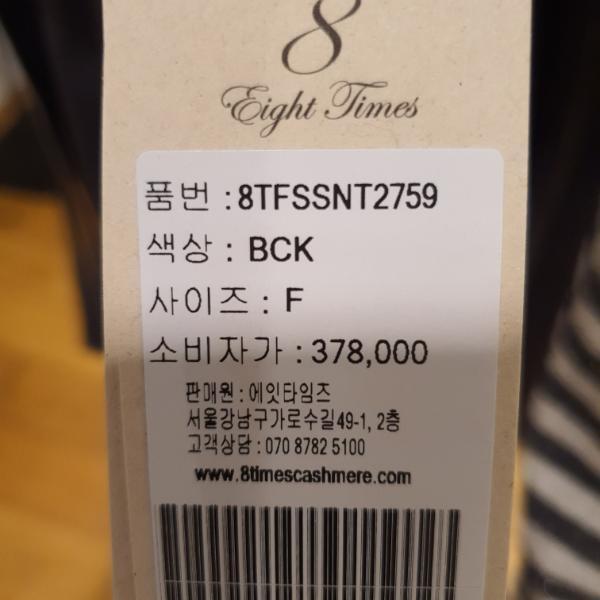 8
Eight Times
품번 : 8TFSSNT2759
색상 : BCK
사이즈 : F
소비자가 : 378,000
판매원 : 에잇타임즈
서울강남구가로수길49-1, 2층
고객상담 : 070 8782 5100
www.8timescashmere.com